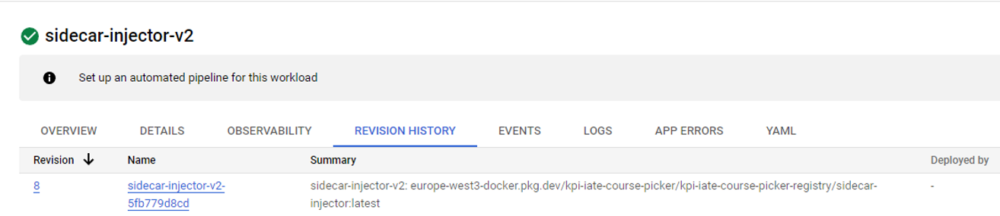 sidecar-injector-v2
Set up an automated pipeline for this workload
OVERVIEW DETAILS OBSERVABILITY REVISION HISTORY EVENTS LOGS APP ERRORS YAML
Revision Name Summary Deployed by
8 sidecar-injector-v2- sidecar-injector-v2: europe-west3-docker.pkg.dev/kpi-iate-course-picker/kpi-iate-course-picker-registry/sidecar- -
5fb779d8cd injector:latest